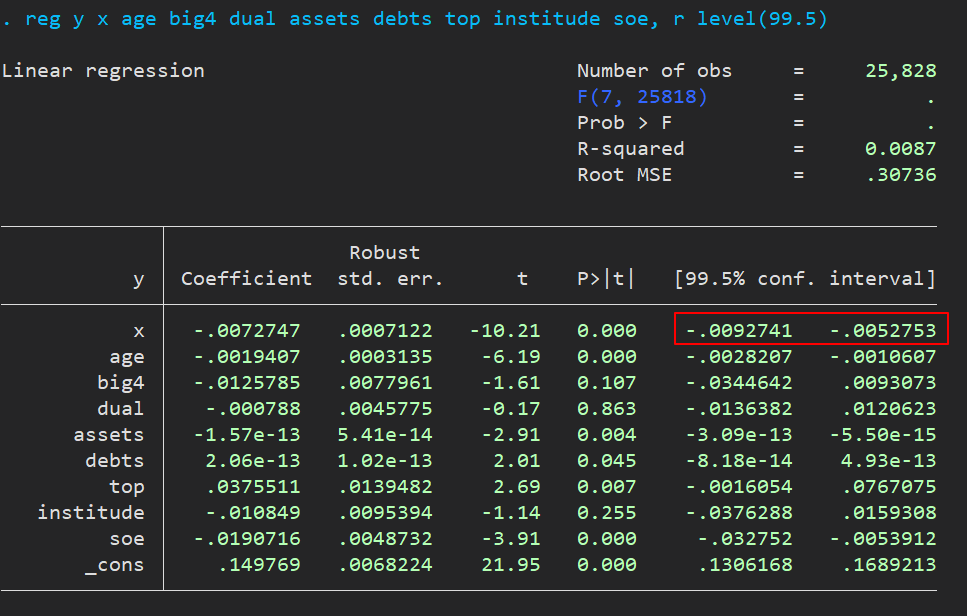 . reg y x age big4 dual assets debts top institude soe, r level(99.5)
Linear regression Number of obs = 25,828
F(7, 25818) = .
Prob > F = .
R-squared = 0.0087
Root MSE = .30736
Robust
y Coefficient std. err. t P>|t| [99.5% conf. interval]
x -.0072747 .0007122 -10.21 0.000 -.0092741 -.0052753
age -.0019407 .0003135 -6.19 0.000 -.0028207 -.0010607
big4 -.0125785 .0077961 -1.61 0.107 -.0344642 .0093073
dual -.000788 .0045775 -0.17 0.863 -.0136382 .0120623
assets -1.57e-13 5.41e-14 -2.91 0.004 -3.09e-13 -5.50e-15
debts 2.06e-13 1.02e-13 2.01 0.045 -8.18e-14 4.93e-13
top .0375511 .0139482 2.69 0.007 -.0016054 .0767075
institude -.010849 .0095394 -1.14 0.255 -.0376288 .0159308
soe -.0190716 .0048732 -3.91 0.000 -.032752 -.0053912
_cons .149769 .0068224 21.95 0.000 .1306168 .1689213